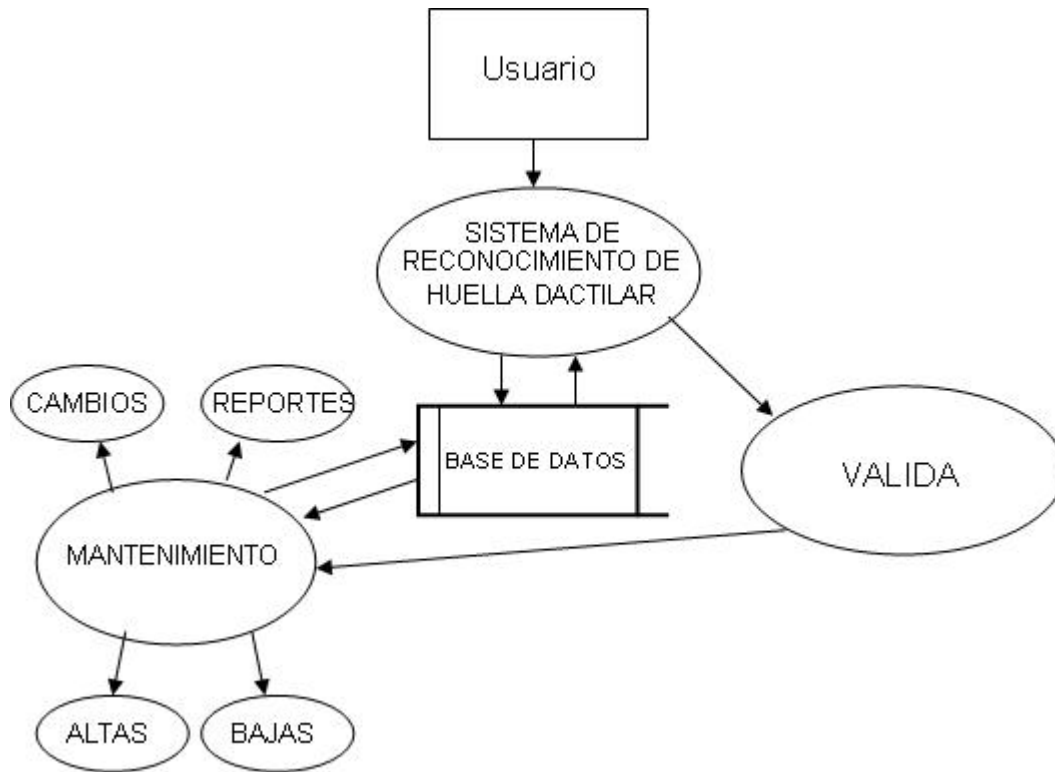 Usuario
SISTEMA DE
RECONOCIMIENTO DE
HUELLA DACTILAR
CAMBIOS
REPORTES
BASE DE DATOS
VALIDA
MANTENIMIENTO
ALTAS
BAJAS